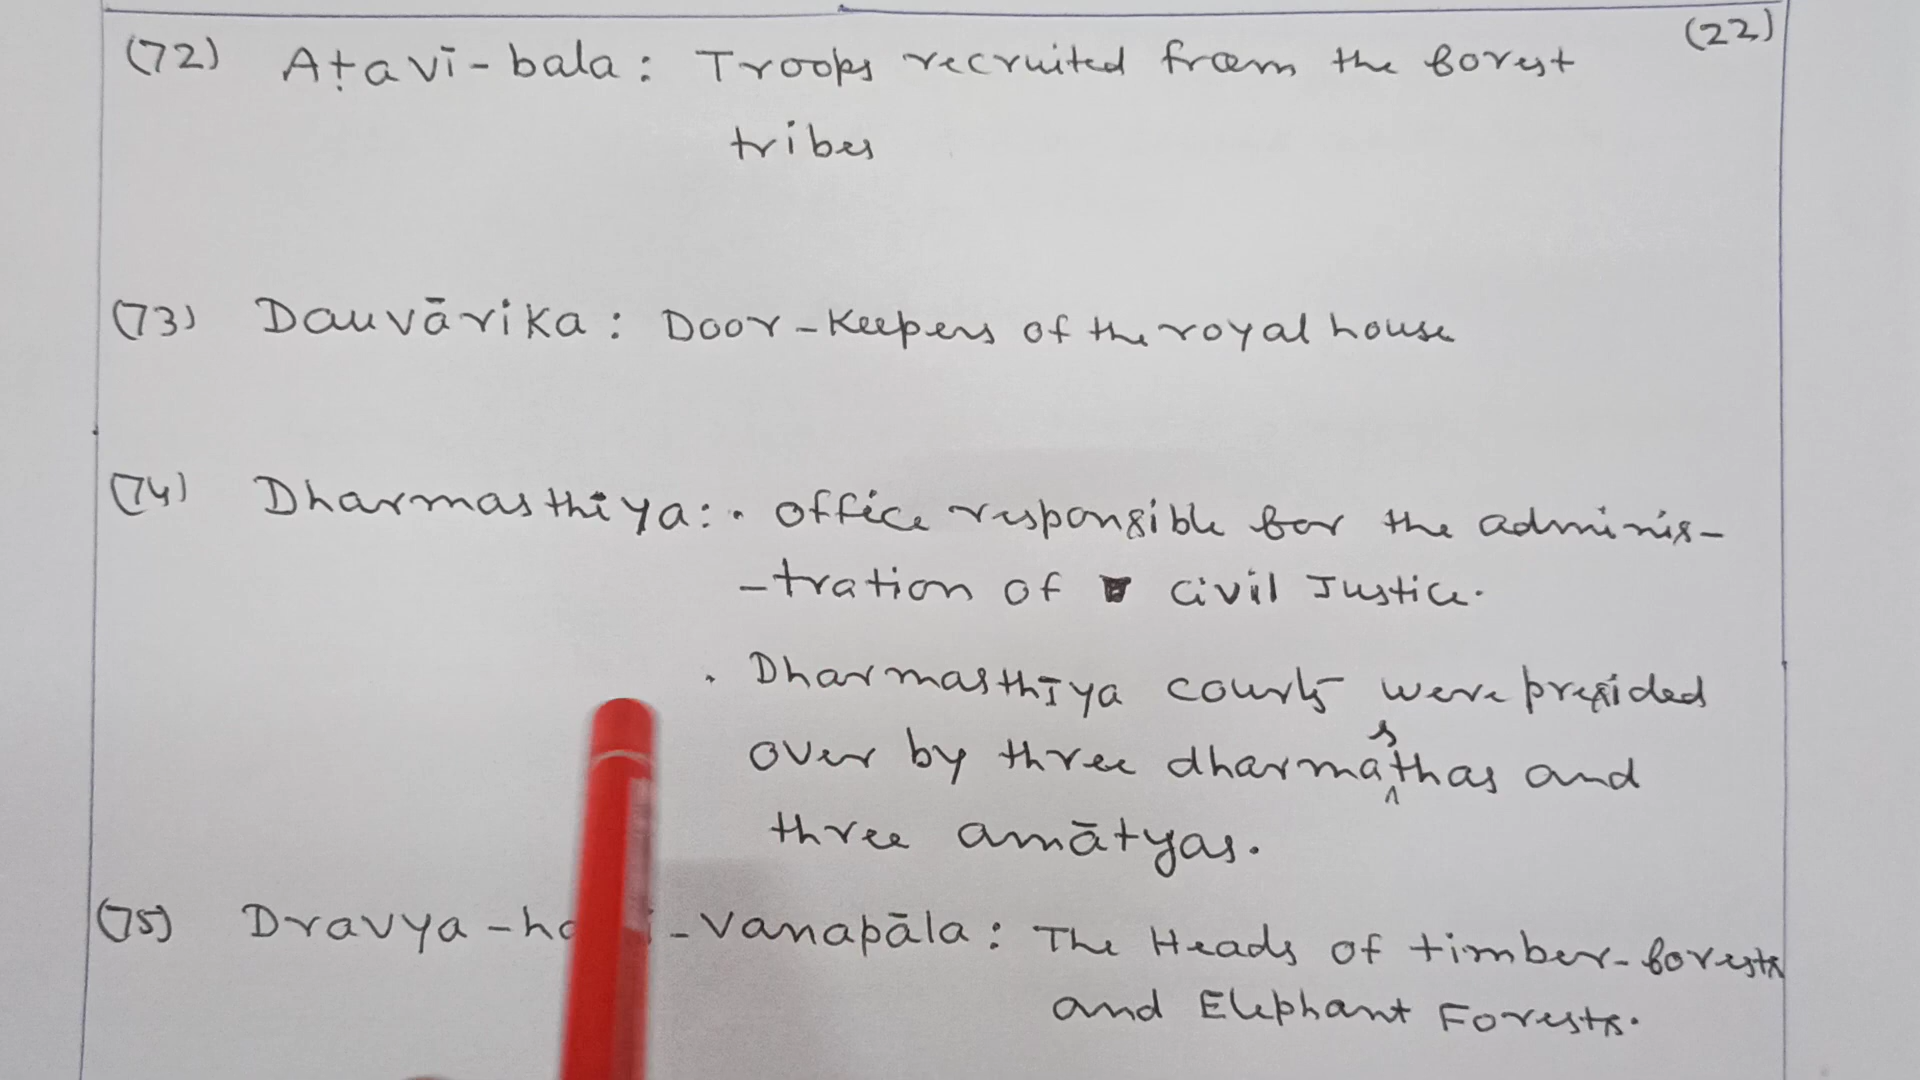 (22)
(72) Aṭavī-bala: Troops recruited from the forest
tribes
(73) Dauvārika: Door-Keepers of the royal house
(74) Dharmasthīya: · Office responsible for the adminis-
-tration of civil Justice.
· Dharmasthīya courts were presided
over by three dharmasthas and
three amātyas.
(75) Dravya- -vanapāla: The Heads of timber-forests
and Elephant Forests.